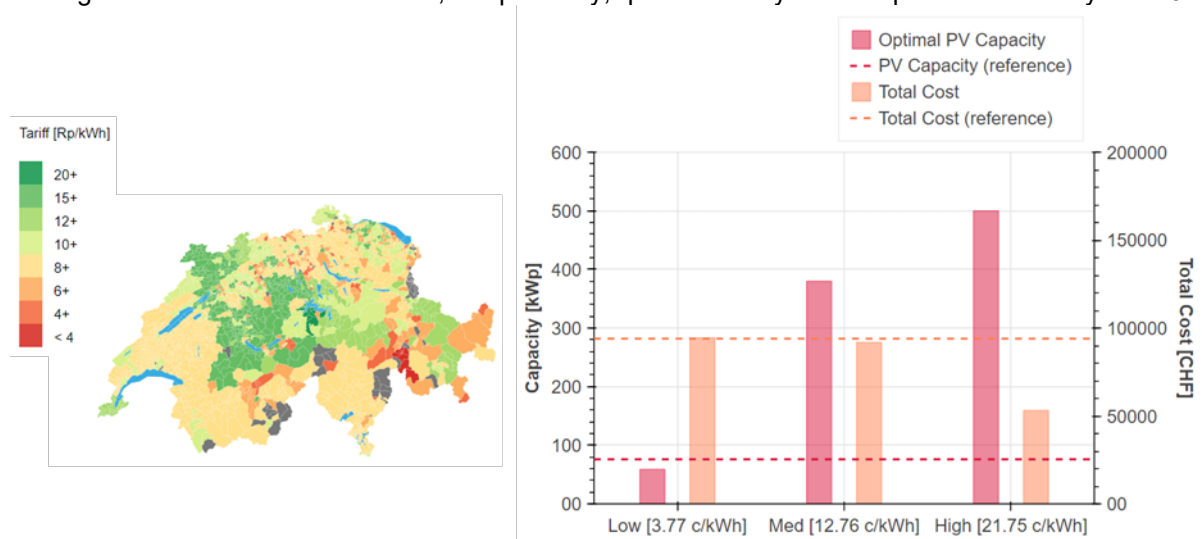 Tariff [Rp/kWh]
20+
15+
12+
10+
8+
6+
4+
< 4
Optimal PV Capacity
PV Capacity (reference)
Total Cost
Total Cost (reference)
600
500
400
300
200
100
00
Capacity [kWp]
200000
150000
100000
50000
00
Total Cost [CHF]
Low [3.77 c/kWh]
Med [12.76 c/kWh]
High [21.75 c/kWh]